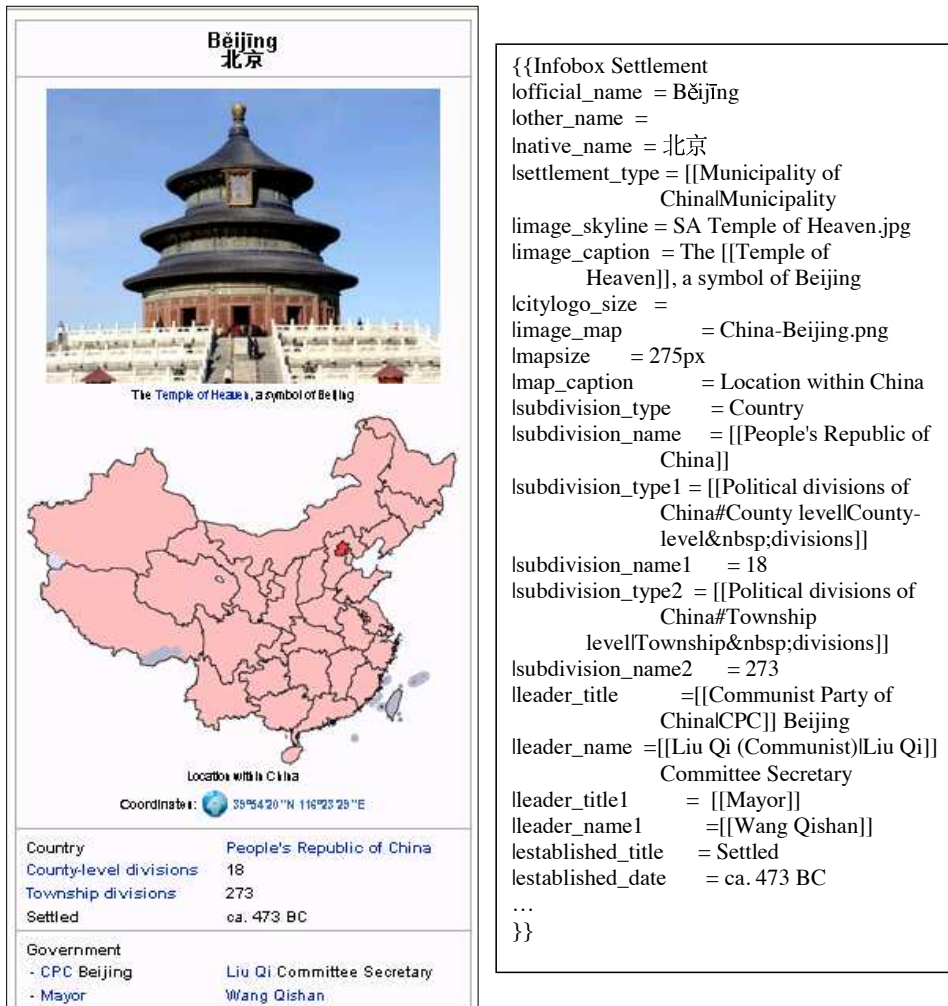 Běijīng
北京
The Temple of Heaven, a symbol of Beijing
Location within China
Coordinates: 39°54′20″N 116°23′29″E
Country People's Republic of China
County-level divisions 18
Township divisions 273
Settled ca. 473 BC
Government
- CPC Beijing Liu Qi Committee Secretary
- Mayor Wang Qishan
{{Infobox Settlement
|official_name = Běijīng
|other_name =
|native_name = 北京
|settlement_type = [[Municipality of
China|Municipality
|image_skyline = SA Temple of Heaven.jpg
|image_caption = The [[Temple of
Heaven]], a symbol of Beijing
|citylogo_size =
|image_map = China-Beijing.png
|mapsize = 275px
|map_caption = Location within China
|subdivision_type = Country
|subdivision_name = [[People's Republic of
China]]
|subdivision_type1 = [[Political divisions of
China#County level|County-
level&nbsp;divisions]]
|subdivision_name1 = 18
|subdivision_type2 = [[Political divisions of
China#Township
level|Township&nbsp;divisions]]
|subdivision_name2 = 273
|leader_title =[[Communist Party of
China|CPC]] Beijing
|leader_name =[[Liu Qi (Communist)|Liu Qi]]
Committee Secretary
|leader_title1 = [[Mayor]]
|leader_name1 =[[Wang Qishan]]
|established_title = Settled
|established_date = ca. 473 BC
…
}}